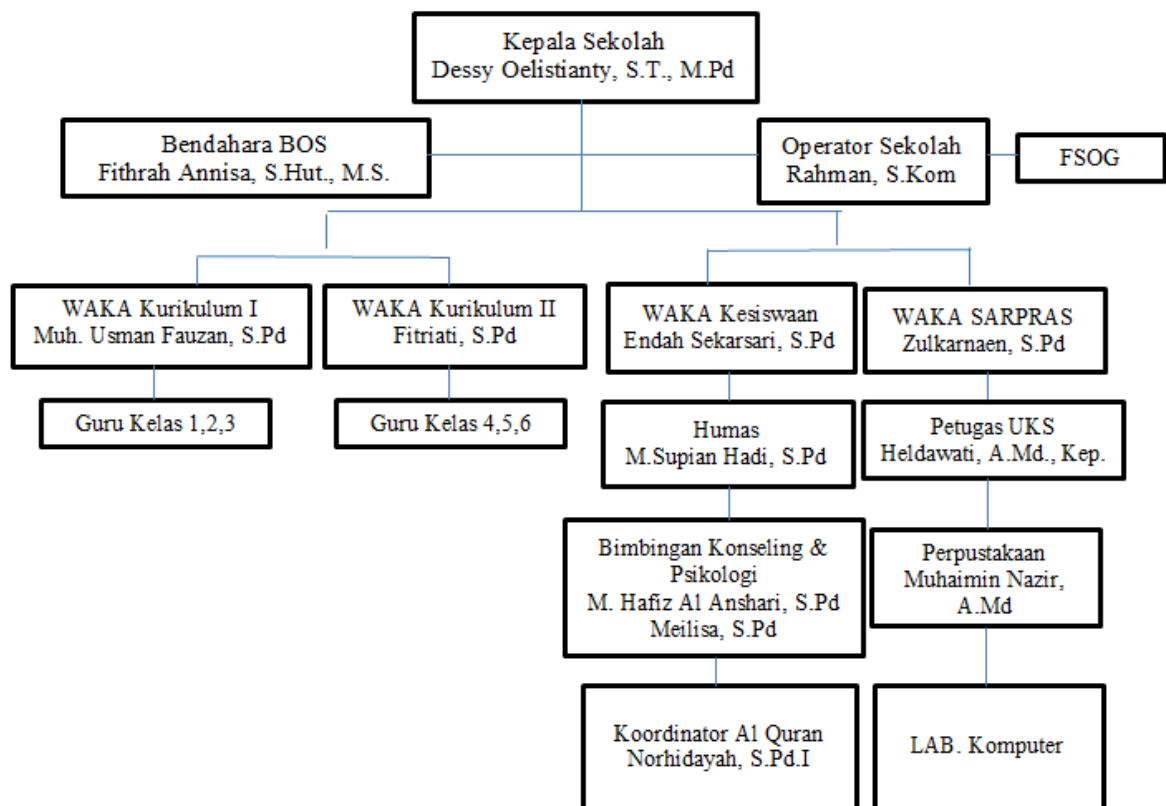 Kepala Sekolah
Dessy Oelistianty, S.T., M.Pd
Bendahara BOS
Fithrah Annisa, S.Hut., M.S.
Operator Sekolah
Rahman, S.Kom
FSOG
WAKA Kurikulum I
Muh. Usman Fauzan, S.Pd
WAKA Kurikulum II
Fitriati, S.Pd
WAKA Kesiswaan
Endah Sekarsari, S.Pd
WAKA SARPRAS
Zulkarnaen, S.Pd
Guru Kelas 1,2,3
Guru Kelas 4,5,6
Humas
M.Supian Hadi, S.Pd
Petugas UKS
Heldawati, A.Md., Kep.
Bimbingan Konseling &
Psikologi
M. Hafiz Al Anshari, S.Pd
Meilisa, S.Pd
Perpustakaan
Muhaimin Nazir,
A.Md
Koordinator Al Quran
Norhidayah, S.Pd.I
LAB. Komputer